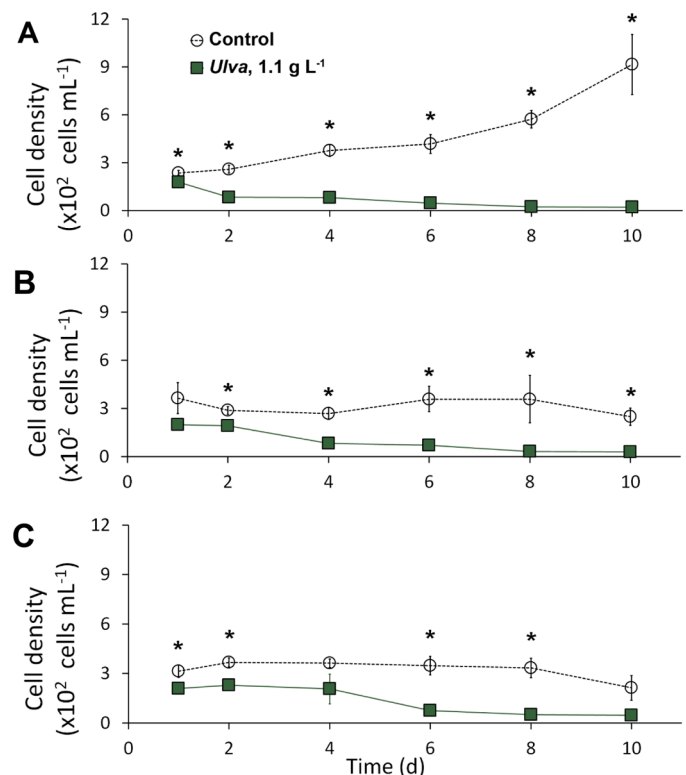 A
Cell density
(x10² cells mL⁻¹)
12
9
6
3
0
Control
Ulva, 1.1 g L⁻¹
* * * * * *
0 2 4 6 8 10
B
Cell density
(x10² cells mL⁻¹)
12
9
6
3
0
* * * * *
0 2 4 6 8 10
C
Cell density
(x10² cells mL⁻¹)
12
9
6
3
0
* * * *
0 2 4 6 8 10
Time (d)